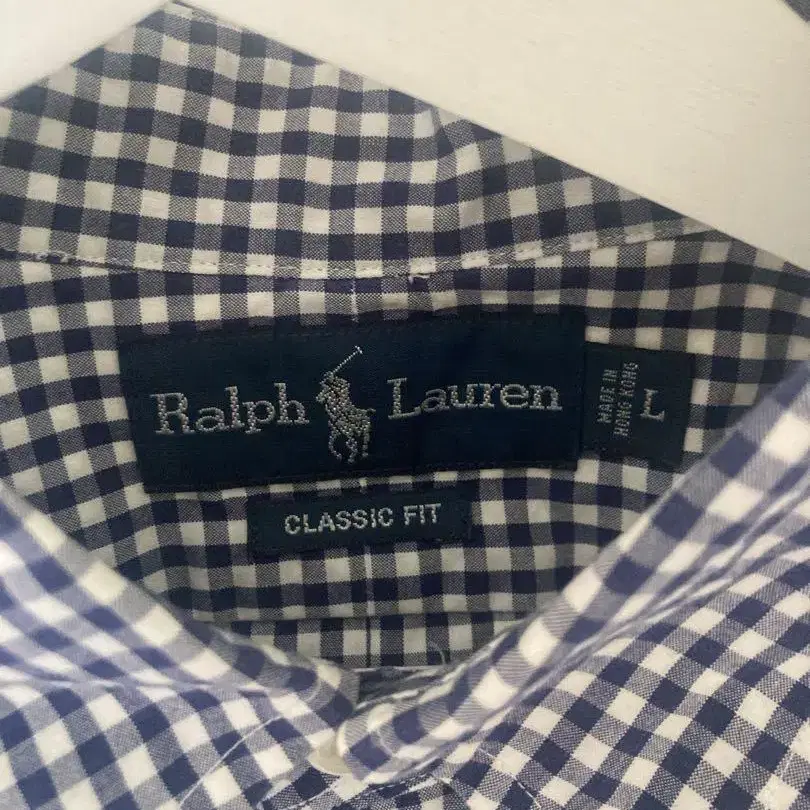 Ralph Lauren
MADE IN
HONG KONG
L
CLASSIC FIT